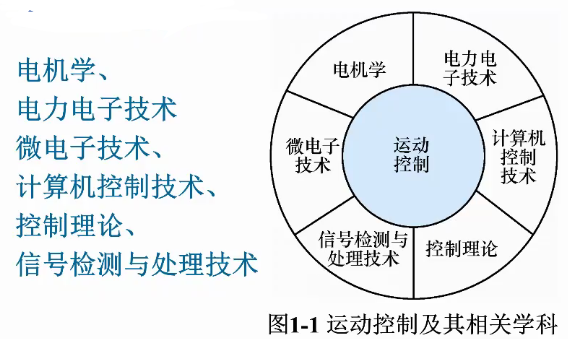 电机学、
电力电子技术
微电子技术、
计算机控制技术、
控制理论、
信号检测与处理技术
电机学
电力电
子技术
微电子
技术
运动
控制
计算机
控制
技术
信号检测与
处理技术
控制理论
图1-1 运动控制及其相关学科